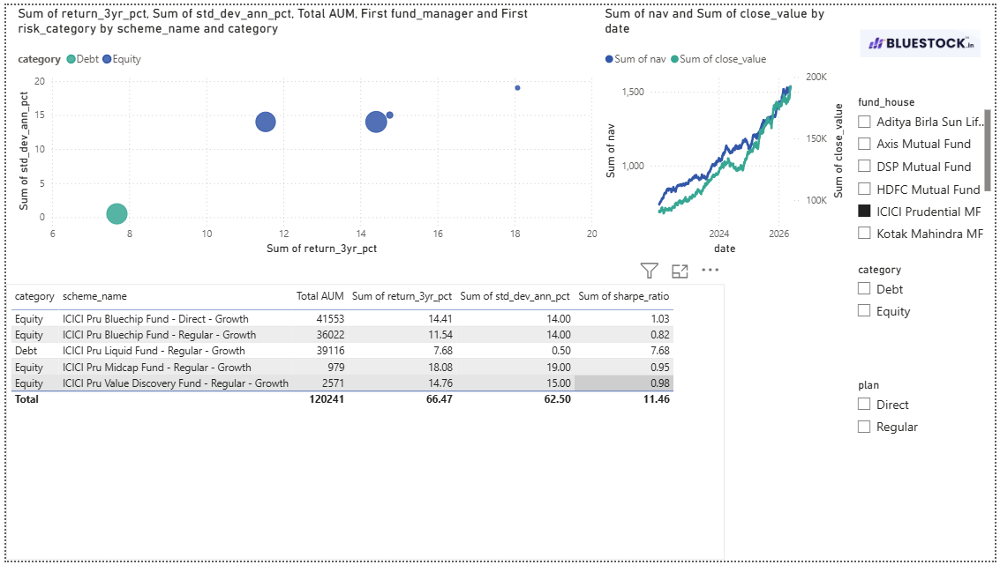 Sum of return_3yr_pct, Sum of std_dev_ann_pct, Total AUM, First fund_manager and First
risk_category by scheme_name and category
category Debt Equity
Sum of std_dev_ann_pct
20
15
10
5
0
6 8 10 12 14 16 18 20
Sum of return_3yr_pct
Sum of nav and Sum of close_value by
date
Sum of nav Sum of close_value
Sum of nav
1,500
1,000
200K
150K
100K
Sum of close_value
2024 2026
date
BLUESTOCK.in
fund_house
Aditya Birla Sun Lif...
Axis Mutual Fund
DSP Mutual Fund
HDFC Mutual Fund
ICICI Prudential MF
Kotak Mahindra MF
category
Debt
Equity
plan
Direct
Regular
category scheme_name Total AUM Sum of return_3yr_pct Sum of std_dev_ann_pct Sum of sharpe_ratio
Equity ICICI Pru Bluechip Fund - Direct - Growth 41553 14.41 14.00 1.03
Equity ICICI Pru Bluechip Fund - Regular - Growth 36022 11.54 14.00 0.82
Debt ICICI Pru Liquid Fund - Regular - Growth 39116 7.68 0.50 7.68
Equity ICICI Pru Midcap Fund - Regular - Growth 979 18.08 19.00 0.95
Equity ICICI Pru Value Discovery Fund - Regular - Growth 2571 14.76 15.00 0.98
Total 120241 66.47 62.50 11.46